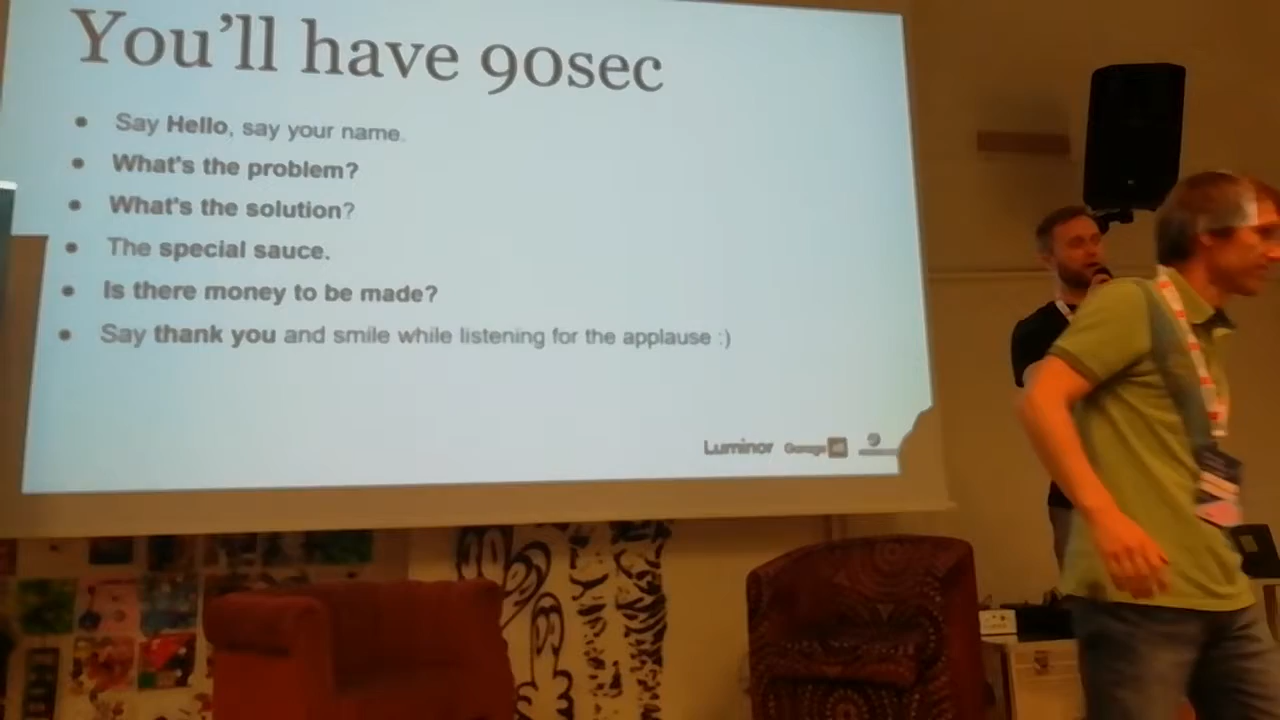 You'll have 90sec
• Say Hello, say your name.
• What's the problem?
• What's the solution?
• The special sauce.
• Is there money to be made?
• Say thank you and smile while listening for the applause :)
Luminor Garage